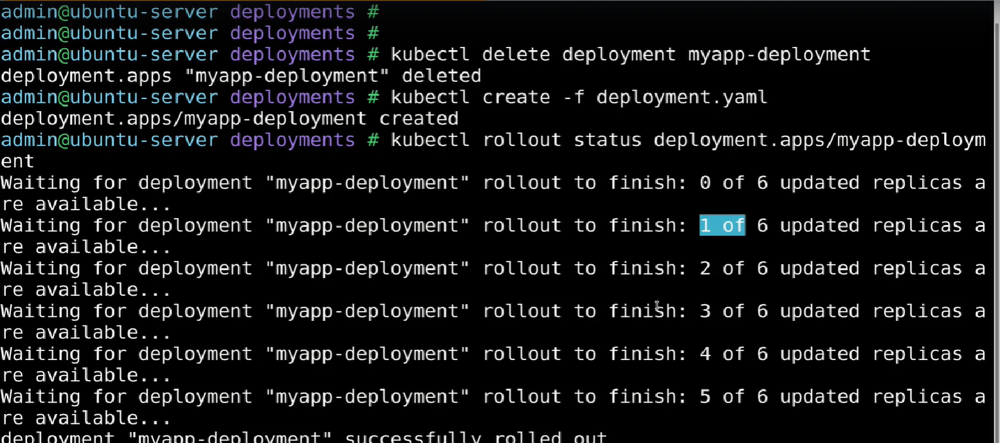 admin@ubuntu-server deployments #
admin@ubuntu-server deployments #
admin@ubuntu-server deployments # kubectl delete deployment myapp-deployment
deployment.apps "myapp-deployment" deleted
admin@ubuntu-server deployments # kubectl create -f deployment.yaml
deployment.apps/myapp-deployment created
admin@ubuntu-server deployments # kubectl rollout status deployment.apps/myapp-deploym
ent
Waiting for deployment "myapp-deployment" rollout to finish: 0 of 6 updated replicas a
re available...
Waiting for deployment "myapp-deployment" rollout to finish: 1 of 6 updated replicas a
re available...
Waiting for deployment "myapp-deployment" rollout to finish: 2 of 6 updated replicas a
re available...
Waiting for deployment "myapp-deployment" rollout to finish: 3 of 6 updated replicas a
re available...
Waiting for deployment "myapp-deployment" rollout to finish: 4 of 6 updated replicas a
re available...
Waiting for deployment "myapp-deployment" rollout to finish: 5 of 6 updated replicas a
re available...
deployment "myapp-deployment" successfully rolled out